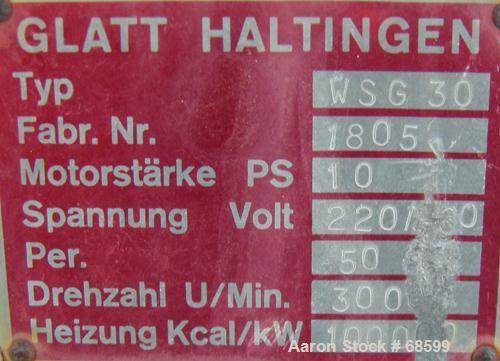 GLATT HALTINGEN
Typ WSG 30
Fabr. Nr. 1805
Motorstärke PS 10
Spannung Volt
Per. 50
Drehzahl U/Min.
Heizung Kcal/kW
Aaron Stock # 68599